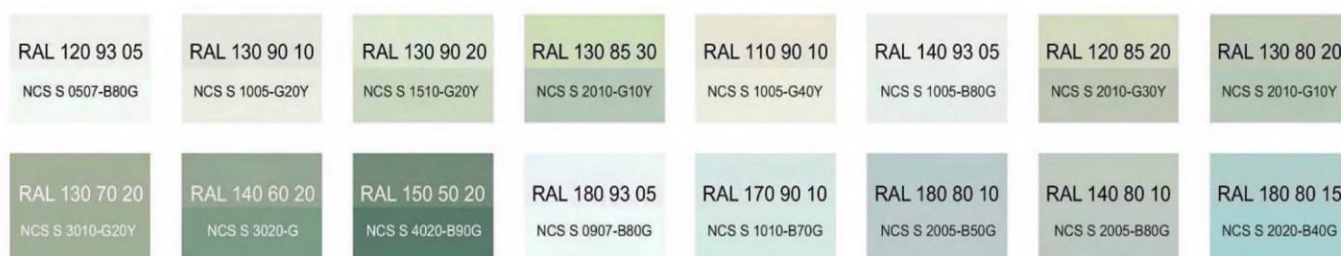 RAL 120 93 05
NCS S 0507-B80G
RAL 130 90 10
NCS S 1005-G20Y
RAL 130 90 20
NCS S 1510-G20Y
RAL 130 85 30
NCS S 2010-G10Y
RAL 110 90 10
NCS S 1005-G40Y
RAL 140 93 05
NCS S 1005-B80G
RAL 120 85 20
NCS S 2010-G30Y
RAL 130 80 20
NCS S 2010-G10Y
RAL 130 70 20
NCS S 3010-G20Y
RAL 140 60 20
NCS S 3020-G
RAL 150 50 20
NCS S 4020-B90G
RAL 180 93 05
NCS S 0907-B80G
RAL 170 90 10
NCS S 1010-B70G
RAL 180 80 10
NCS S 2005-B50G
RAL 140 80 10
NCS S 2005-B80G
RAL 180 80 15
NCS S 2020-B40G